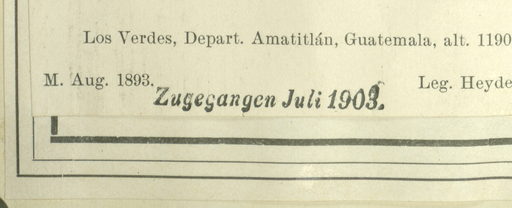 Los Verdes, Depart. Amatitlán, Guatemala, alt. 1190
M. Aug. 1893. Leg. Heyde
Zugegangen Juli 1903.